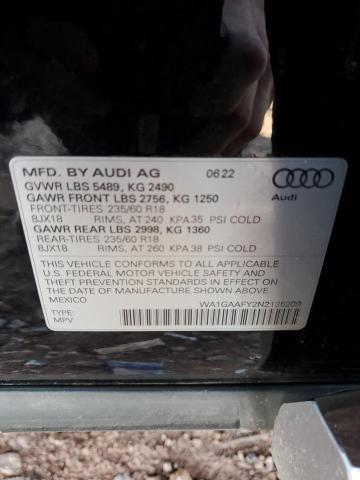 MFD. BY AUDI AG 06.22
GVWR LBS 5489, KG 2490
GAWR FRONT LBS 2756, KG 1250
FRONT-TIRES 235/60 R18
8JX18 RIMS, AT 240 KPA 35 PSI COLD
GAWR REAR LBS 2998, KG 1360
REAR-TIRES 235/60 R18
8JX18 RIMS, AT 260 KPA 38 PSI COLD
Audi
THIS VEHICLE CONFORMS TO ALL APPLICABLE
U.S. FEDERAL MOTOR VEHICLE SAFETY AND
THEFT PREVENTION STANDARDS IN EFFECT
ON THE DATE OF MANUFACTURE SHOWN ABOVE.
MEXICO
WA1GAAFY2N2135209
TYPE:
MPV